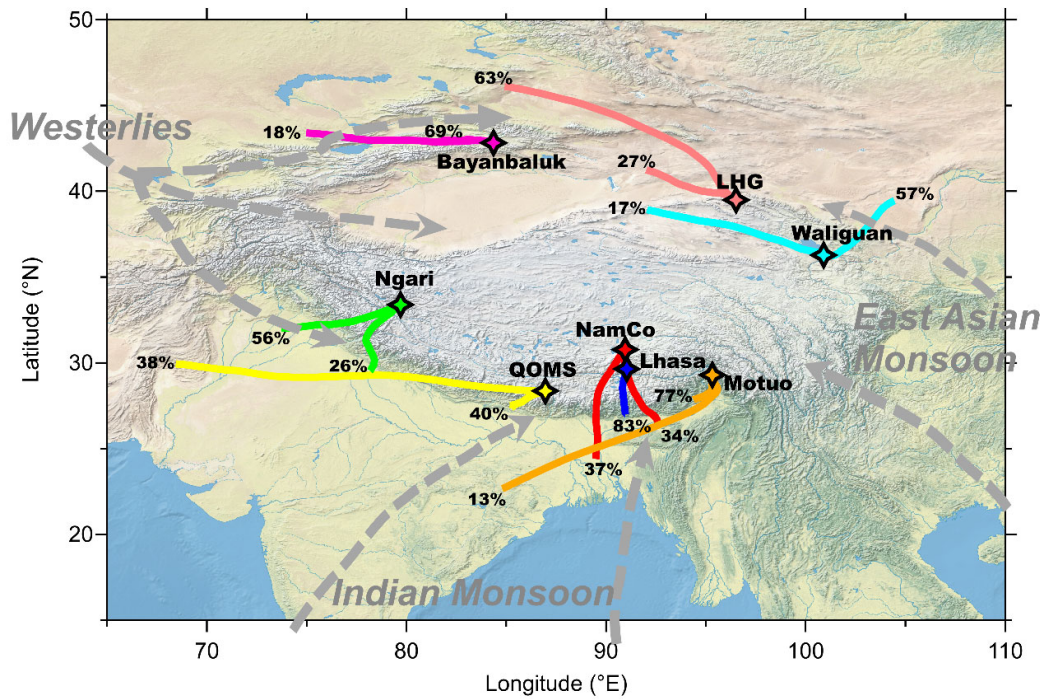 50
63%
Westerlies
18%
69%
Bayanbaluk
27%
LHG
57%
40
17%
Waliguan
Ngari
East Asian
Monsoon
56%
NamCo
38%
26%
QOMS
Lhasa
Motuo
30
77%
40%
83%
34%
37%
13%
20
Indian Monsoon
70
80
90
100
110
Latitude (°N)
Longitude (°E)